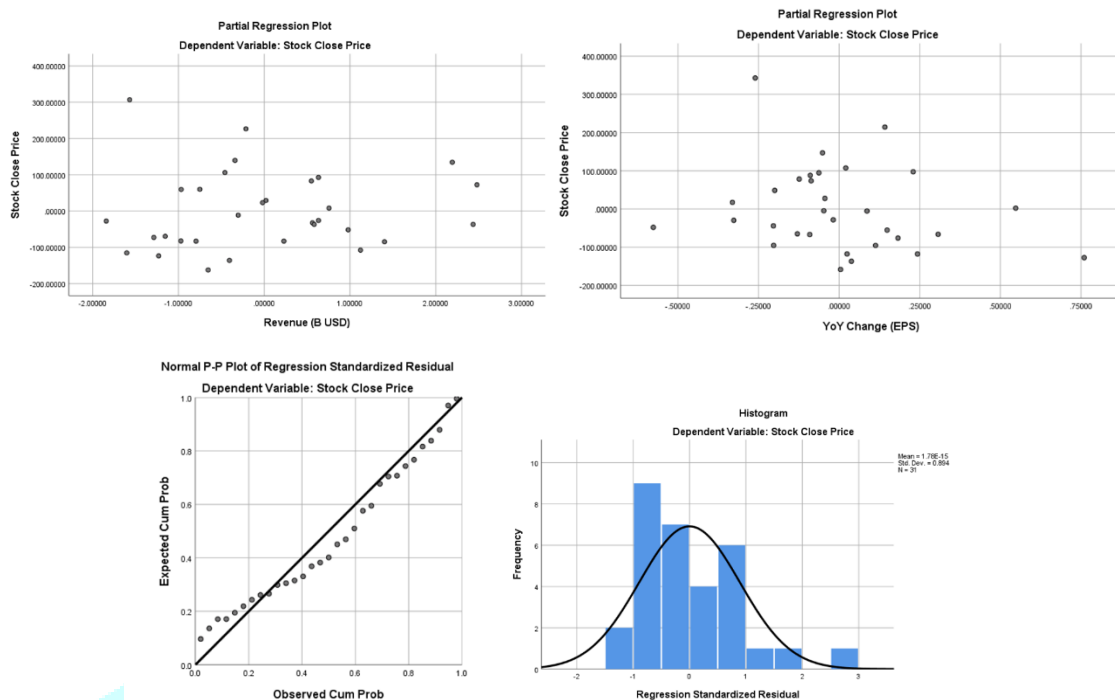 Partial Regression Plot
Dependent Variable: Stock Close Price
400.00000
300.00000
200.00000
100.00000
.00000
-100.00000
-200.00000
Stock Close Price
-2.00000 -1.00000 .00000 1.00000 2.00000 3.00000
Revenue (B USD)
Partial Regression Plot
Dependent Variable: Stock Close Price
400.00000
300.00000
200.00000
100.00000
.00000
-100.00000
-200.00000
Stock Close Price
-.50000 -.25000 .00000 .25000 .50000 .75000
YoY Change (EPS)
Normal P-P Plot of Regression Standardized Residual
Dependent Variable: Stock Close Price
1.0
0.8
0.6
0.4
0.2
0.0
Expected Cum Prob
0.0 0.2 0.4 0.6 0.8 1.0
Observed Cum Prob
Histogram
Dependent Variable: Stock Close Price
Mean = 1.78E-15
Std. Dev. = 0.894
N = 31
10
8
6
4
2
0
Frequency
-2 -1 0 1 2 3
Regression Standardized Residual